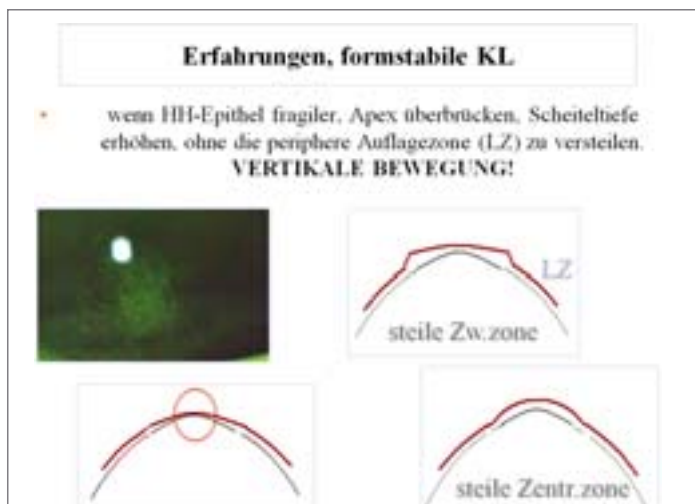 Erfahrungen, formstabile KL
• wenn HH-Epithel fragiler, Apex überbrücken, Scheiteltiefe
erhöhen, ohne die periphere Auflagezone (LZ) zu versteilen.
VERTIKALE BEWEGUNG!
LZ
steile Zw.zone
steile Zentr.zone